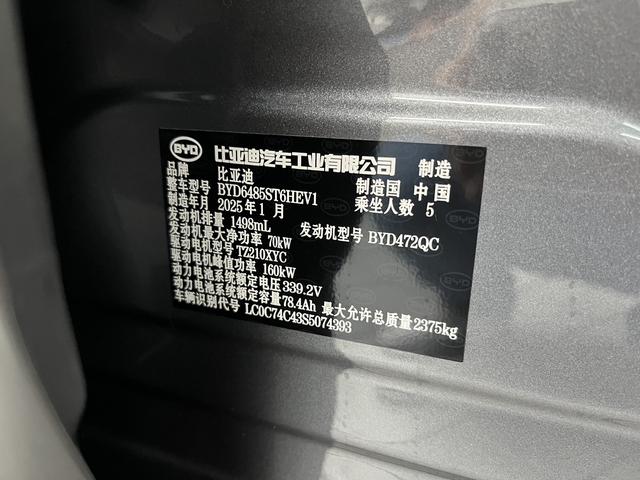 BYD 比亚迪汽车工业有限公司 制造
品牌 比亚迪 制造国 中国
整车型号 BYD6485ST6HEV1 乘坐人数 5
制造年月 2025年1月
发动机排量 1498mL 发动机型号 BYD472QC
发动机最大净功率 70kW
驱动电机型号 TZ210XYC
驱动电机峰值功率 160kW
动力电池系统额定电压 339.2V
动力电池系统额定容量 78.4Ah 最大允许总质量 2375kg
车辆识别代号 LC0C74C43S5074393